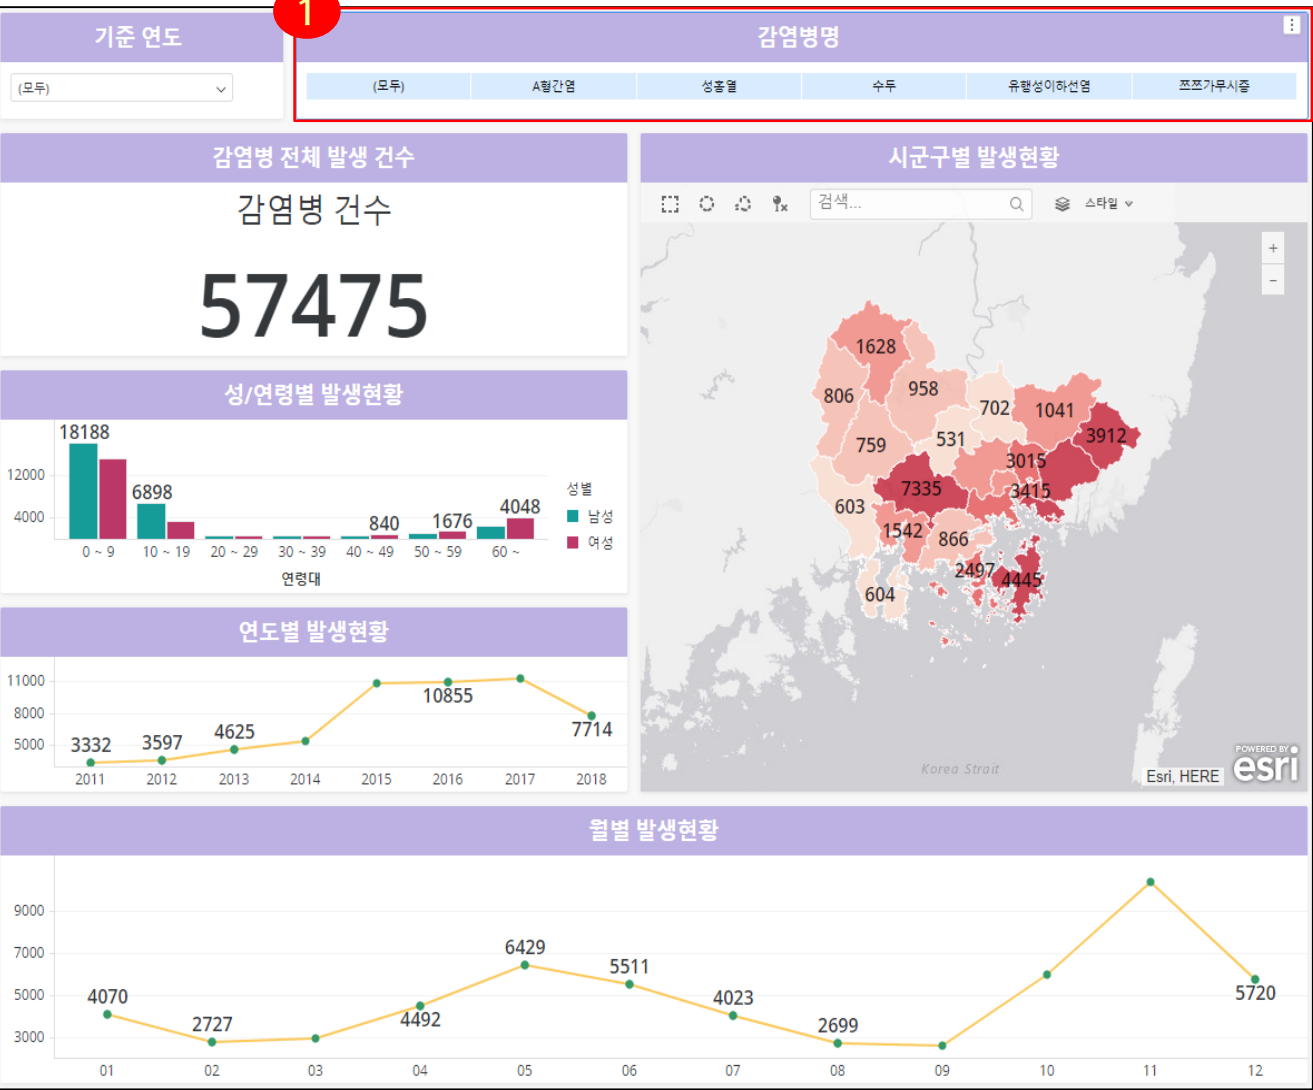 1
기준 연도
(모두)
감염병명
(모두) A형간염 성홍열 수두 유행성이하선염 쯔쯔가무시증
감염병 전체 발생 건수
감염병 건수
57475
시군구별 발생현황
검색...
스타일
+
-
1628
806
958
702
1041
3912
759
531
3015
7335
3415
603
1542
866
2497
4445
604
Korea Strait
Esri, HERE
POWERED BY
esri
성/연령별 발생현황
18188
12000
6898
4000
840
1676
4048
성별
남성
여성
0 ~ 9 10 ~ 19 20 ~ 29 30 ~ 39 40 ~ 49 50 ~ 59 60 ~
연령대
연도별 발생현황
11000
8000
5000
3332 3597 4625 10855 7714
2011 2012 2013 2014 2015 2016 2017 2018
월별 발생현황
9000
7000
5000
3000
4070 2727 4492 6429 5511 4023 2699 5720
01 02 03 04 05 06 07 08 09 10 11 12